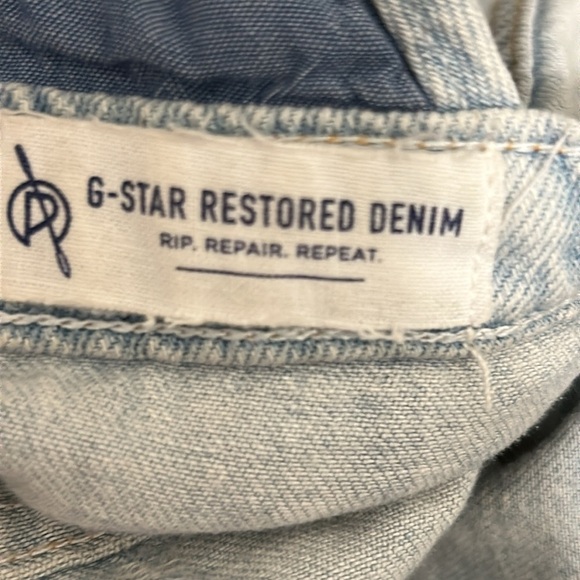 G-STAR RESTORED DENIM
RIP. REPAIR. REPEAT.